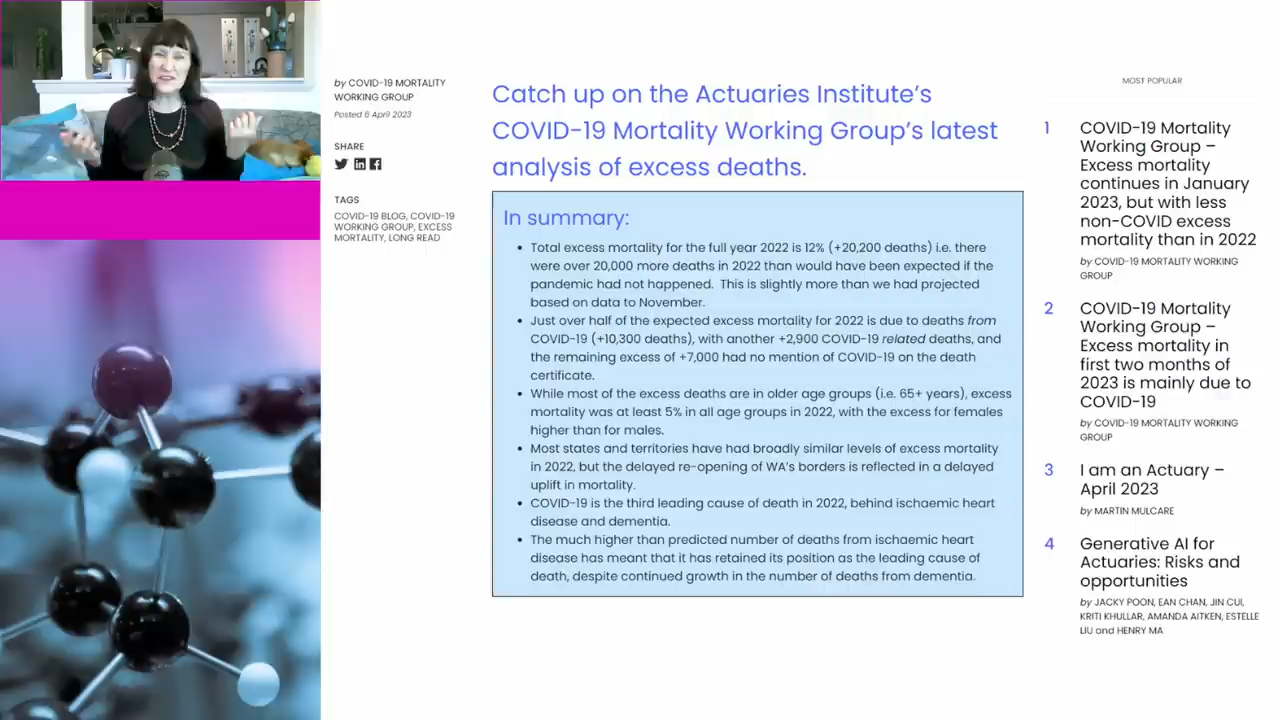 by COVID-19 MORTALITY
WORKING GROUP
Posted 6 April 2023
SHARE
TAGS
COVID-19 BLOG, COVID-19
WORKING GROUP, EXCESS
MORTALITY, LONG READ
Catch up on the Actuaries Institute's
COVID-19 Mortality Working Group's latest
analysis of excess deaths.
In summary:
• Total excess mortality for the full year 2022 is 12% (+20,200 deaths) i.e. there
were over 20,000 more deaths in 2022 than would have been expected if the
pandemic had not happened.  This is slightly more than we had projected
based on data to November.
• Just over half of the expected excess mortality for 2022 is due to deaths from
COVID-19 (+10,300 deaths), with another +2,900 COVID-19 related deaths, and
the remaining excess of +7,000 had no mention of COVID-19 on the death
certificate.
• While most of the excess deaths are in older age groups (i.e. 65+ years), excess
mortality was at least 5% in all age groups in 2022, with the excess for females
higher than for males.
• Most states and territories have had broadly similar levels of excess mortality
in 2022, but the delayed re-opening of WA's borders is reflected in a delayed
uplift in mortality.
• COVID-19 is the third leading cause of death in 2022, behind ischaemic heart
disease and dementia.
• The much higher than predicted number of deaths from ischaemic heart
disease has meant that it has retained its position as the leading cause of
death, despite continued growth in the number of deaths from dementia.
MOST POPULAR
1 COVID-19 Mortality
Working Group –
Excess mortality
continues in January
2023, but with less
non-COVID excess
mortality than in 2022
by COVID-19 MORTALITY WORKING
GROUP
2 COVID-19 Mortality
Working Group –
Excess mortality in
first two months of
2023 is mainly due to
COVID-19
by COVID-19 MORTALITY WORKING
GROUP
3 I am an Actuary –
April 2023
by MARTIN MULCARE
4 Generative AI for
Actuaries: Risks and
opportunities
by JACKY POON, EAN CHAN, JIN CUI,
KRITI KHULLAR, AMANDA AITKEN, ESTELLE
LIU and HENRY MA